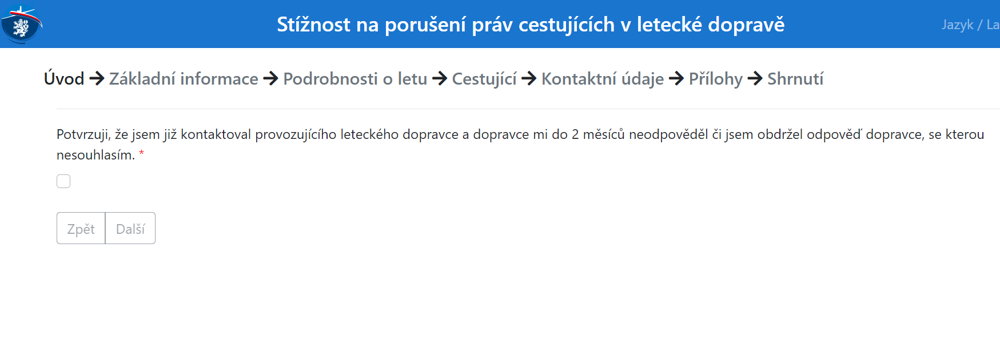 Stížnost na porušení práv cestujících v letecké dopravě
Jazyk / La
Úvod → Základní informace → Podrobnosti o letu → Cestující → Kontaktní údaje → Přílohy → Shrnutí
Potvrzuji, že jsem již kontaktoval provozujícího leteckého dopravce a dopravce mi do 2 měsíců neodpověděl či jsem obdržel odpověď dopravce, se kterou
nesouhlasím. *
Zpět Další